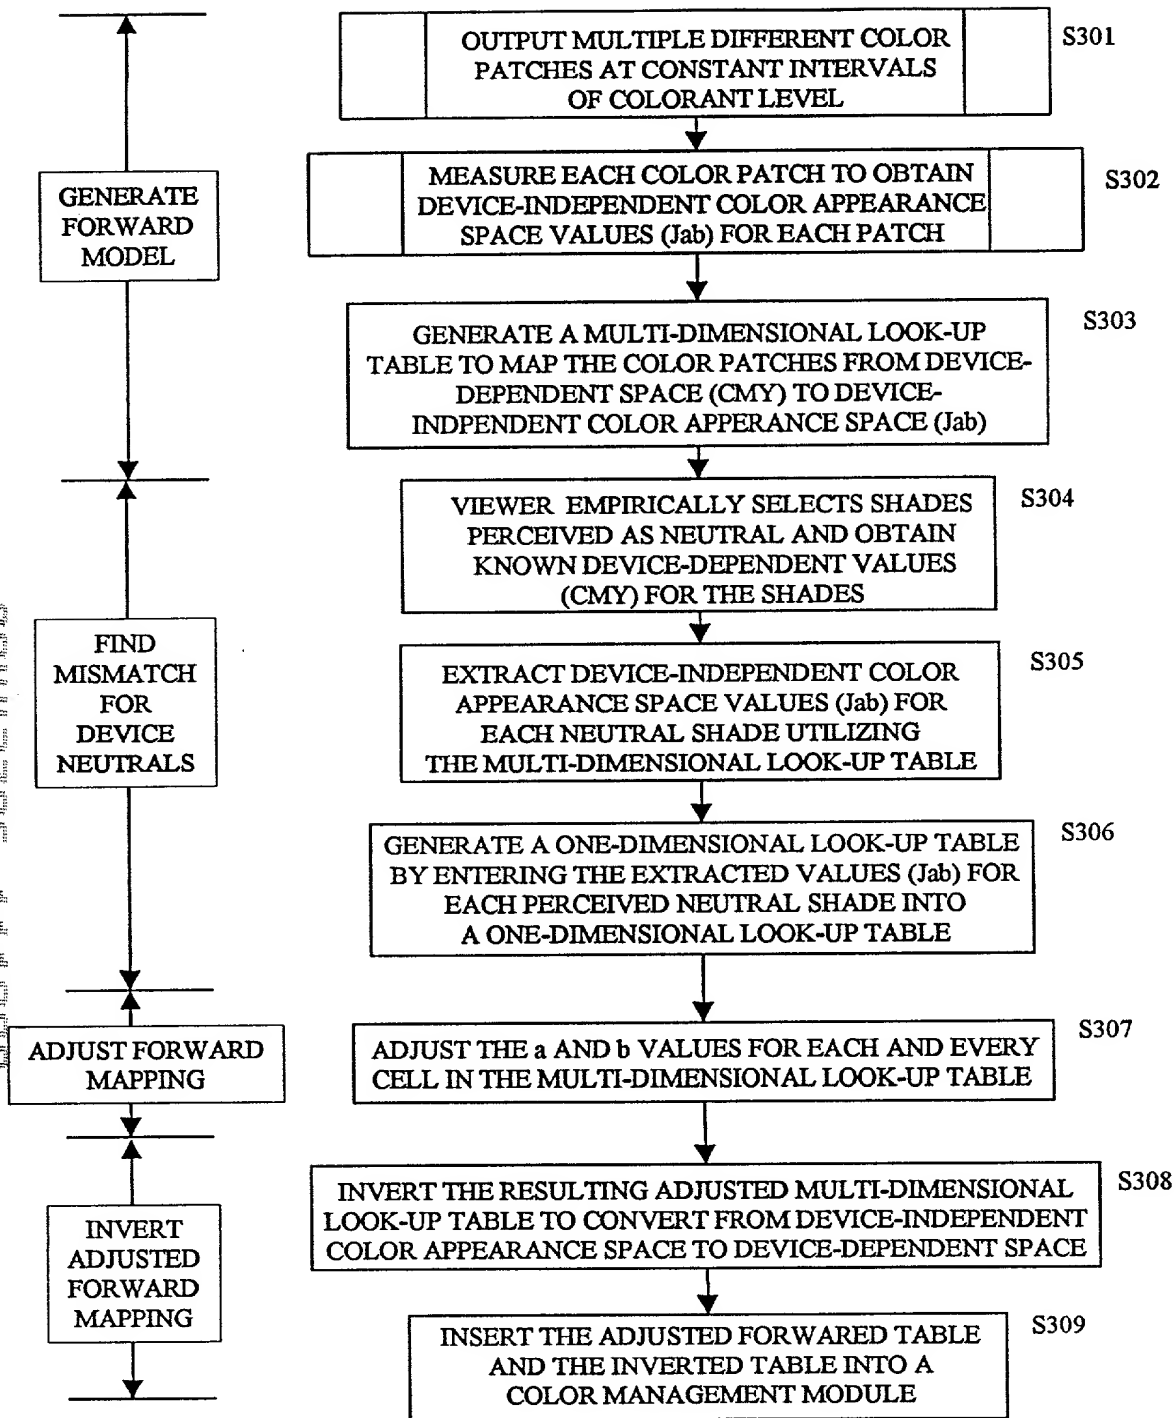 OUTPUT MULTIPLE DIFFERENT COLOR
PATCHES AT CONSTANT INTERVALS
OF COLORANT LEVEL
S301
MEASURE EACH COLOR PATCH TO OBTAIN
DEVICE-INDEPENDENT COLOR APPEARANCE
SPACE VALUES (Jab) FOR EACH PATCH
S302
GENERATE
FORWARD
MODEL
GENERATE A MULTI-DIMENSIONAL LOOK-UP
TABLE TO MAP THE COLOR PATCHES FROM DEVICE-
DEPENDENT SPACE (CMY) TO DEVICE-
INDPENDENT COLOR APPERANCE SPACE (Jab)
S303
VIEWER EMPIRICALLY SELECTS SHADES
PERCEIVED AS NEUTRAL AND OBTAIN
KNOWN DEVICE-DEPENDENT VALUES
(CMY) FOR THE SHADES
S304
FIND
MISMATCH
FOR
DEVICE
NEUTRALS
EXTRACT DEVICE-INDEPENDENT COLOR
APPEARANCE SPACE VALUES (Jab) FOR
EACH NEUTRAL SHADE UTILIZING
THE MULTI-DIMENSIONAL LOOK-UP TABLE
S305
GENERATE A ONE-DIMENSIONAL LOOK-UP TABLE
BY ENTERING THE EXTRACTED VALUES (Jab) FOR
EACH PERCEIVED NEUTRAL SHADE INTO
A ONE-DIMENSIONAL LOOK-UP TABLE
S306
ADJUST FORWARD
MAPPING
ADJUST THE a AND b VALUES FOR EACH AND EVERY
CELL IN THE MULTI-DIMENSIONAL LOOK-UP TABLE
S307
INVERT THE RESULTING ADJUSTED MULTI-DIMENSIONAL
LOOK-UP TABLE TO CONVERT FROM DEVICE-INDEPENDENT
COLOR APPEARANCE SPACE TO DEVICE-DEPENDENT SPACE
S308
INVERT
ADJUSTED
FORWARD
MAPPING
INSERT THE ADJUSTED FORWARED TABLE
AND THE INVERTED TABLE INTO A
COLOR MANAGEMENT MODULE
S309